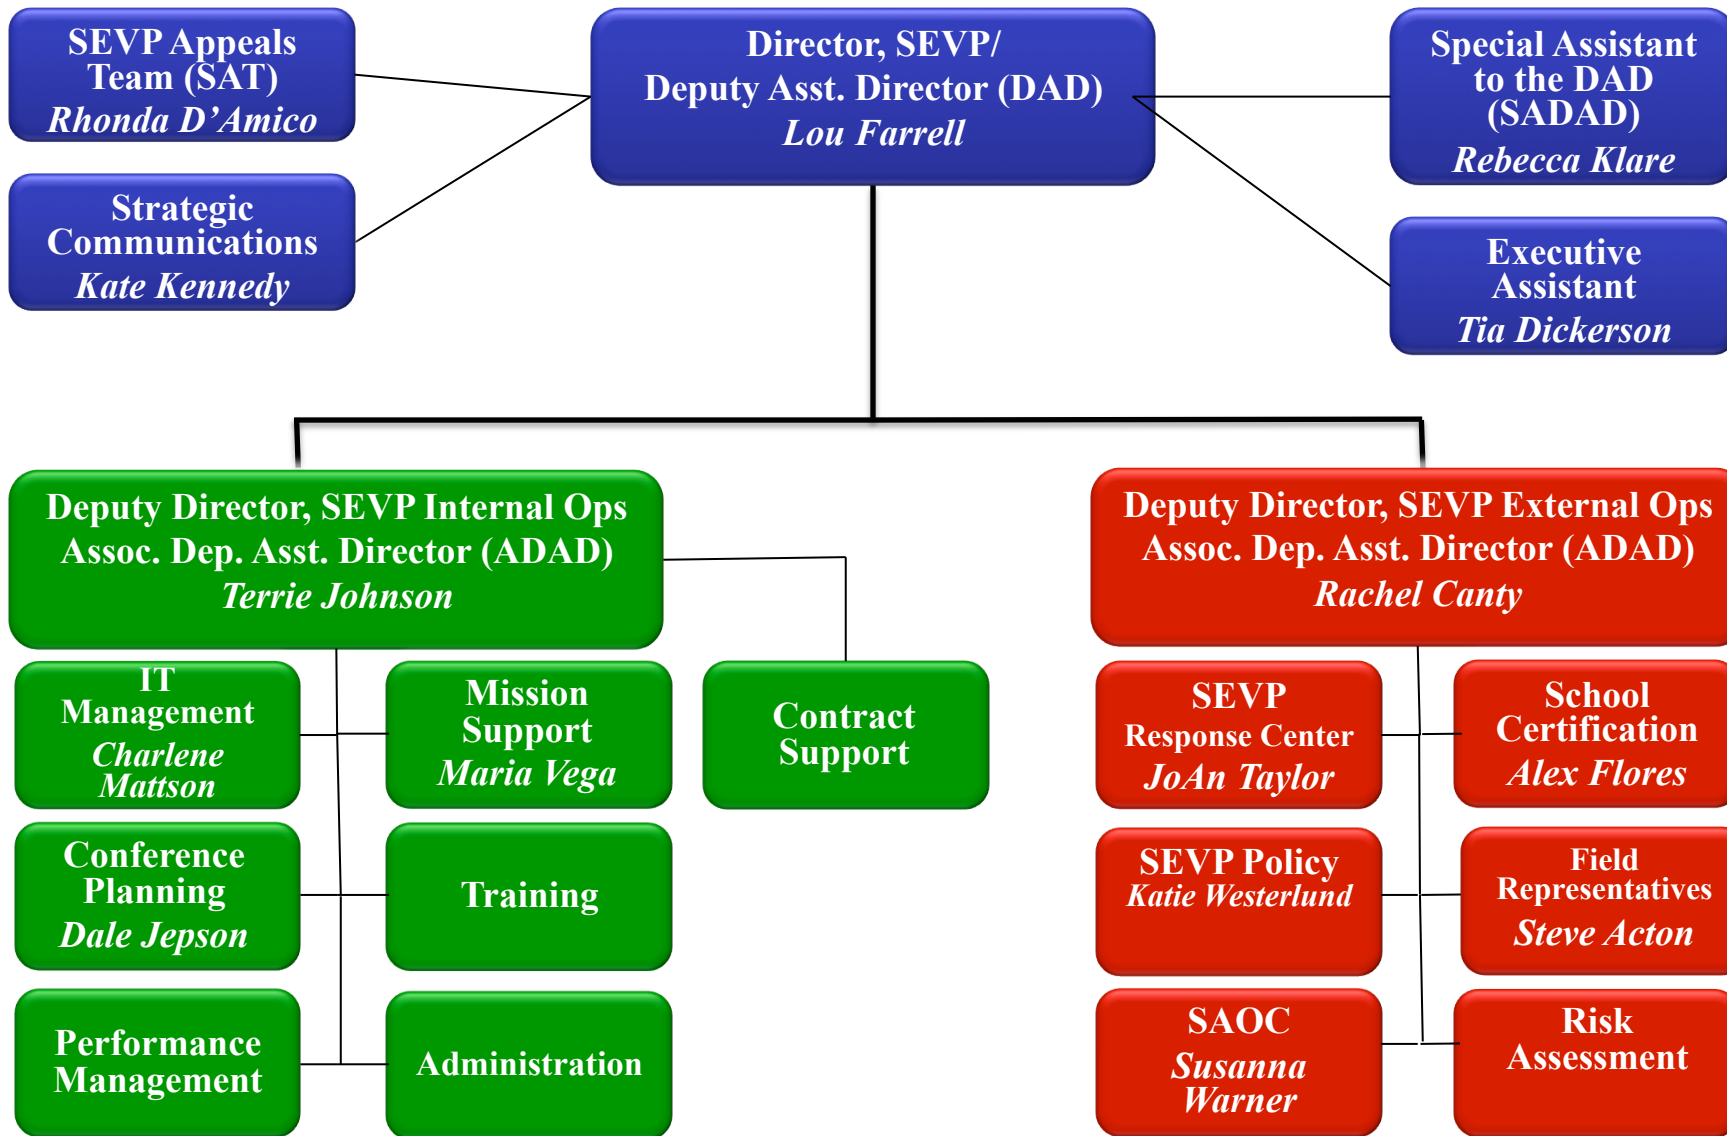 SEVP Appeals
Team (SAT)
Rhonda D’Amico
Director, SEVP/
Deputy Asst. Director (DAD)
Lou Farrell
Special Assistant
to the DAD
(SADAD)
Rebecca Klare
Strategic
Communications
Kate Kennedy
Executive
Assistant
Tia Dickerson
Deputy Director, SEVP Internal Ops
Assoc. Dep. Asst. Director (ADAD)
Terrie Johnson
Deputy Director, SEVP External Ops
Assoc. Dep. Asst. Director (ADAD)
Rachel Canty
IT
Management
Charlene
Mattson
Mission
Support
Maria Vega
Contract
Support
SEVP
Response Center
JoAn Taylor
School
Certification
Alex Flores
Conference
Planning
Dale Jepson
Training
SEVP Policy
Katie Westerlund
Field
Representatives
Steve Acton
Performance
Management
Administration
SAOC
Susanna
Warner
Risk
Assessment